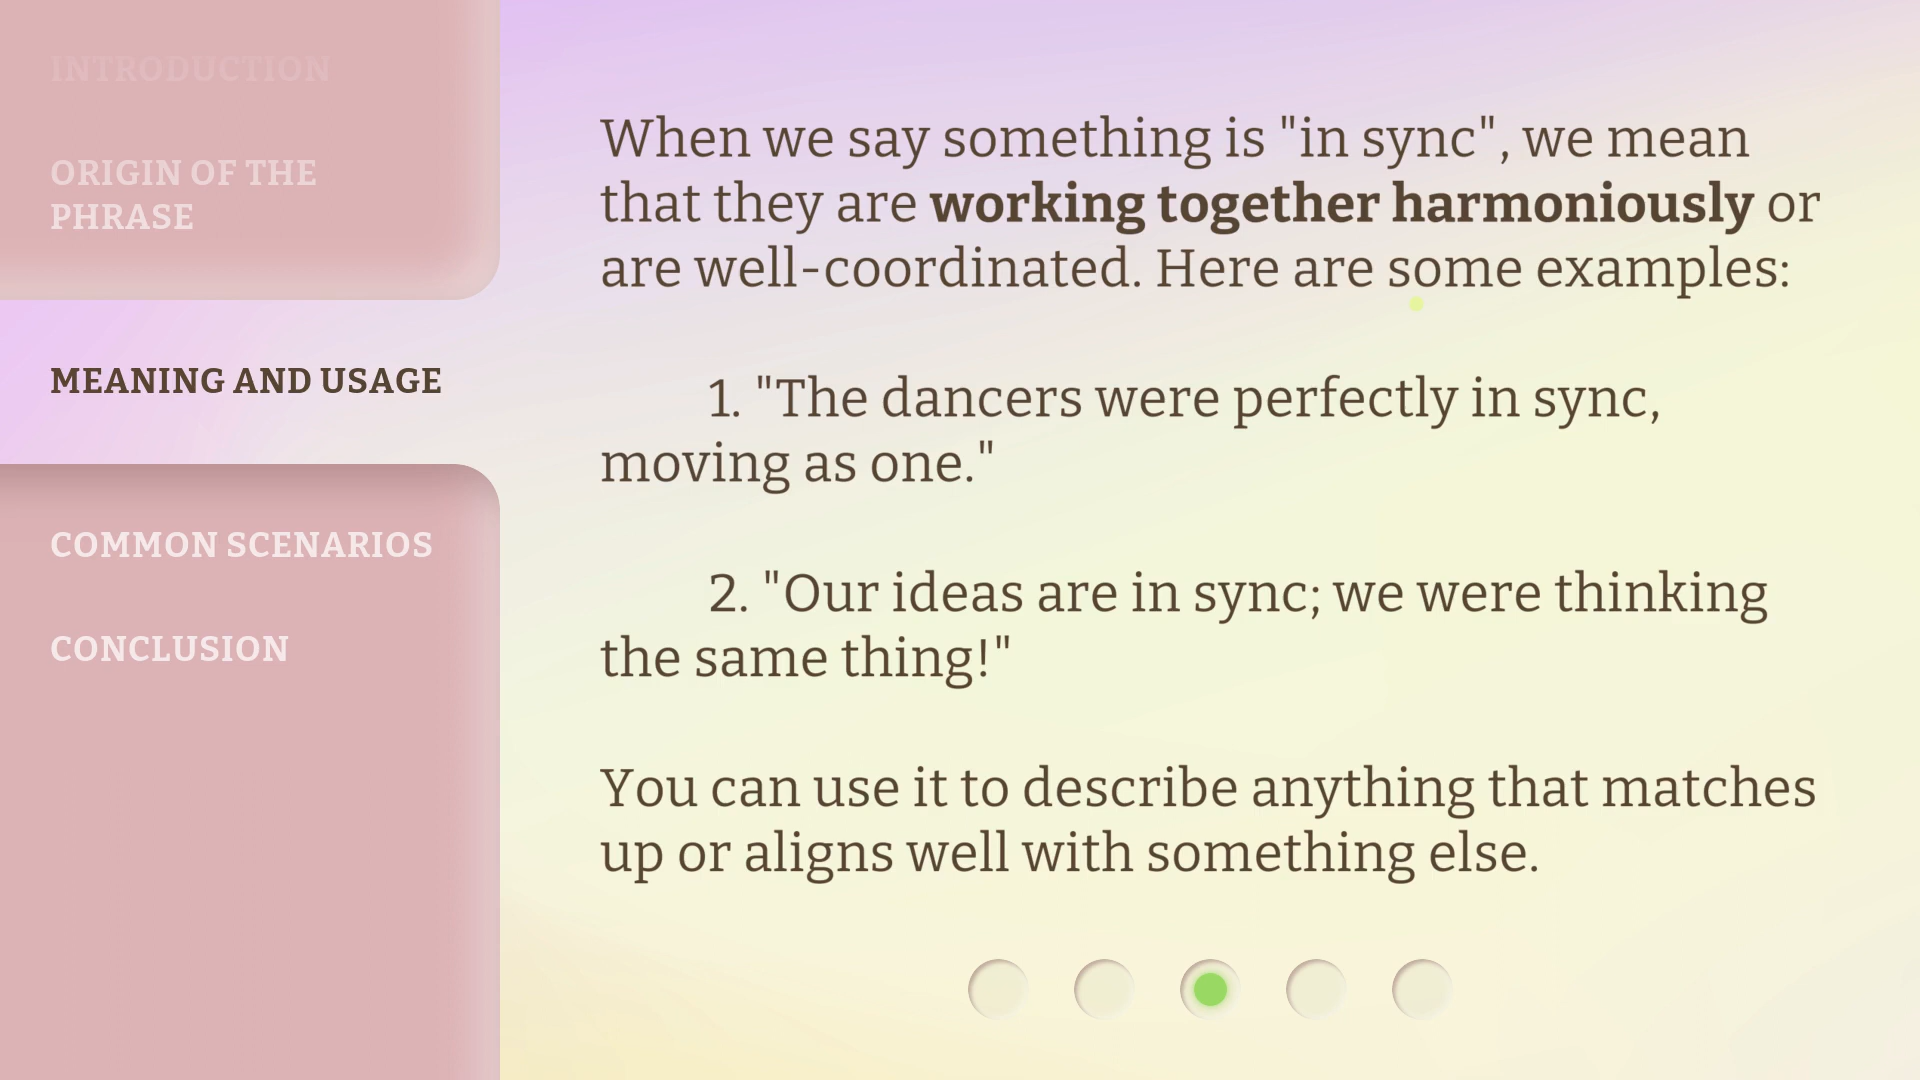 INTRODUCTION
ORIGIN OF THE
PHRASE
MEANING AND USAGE
COMMON SCENARIOS
CONCLUSION
When we say something is "in sync", we mean
that they are working together harmoniously or
are well-coordinated. Here are some examples:
1. "The dancers were perfectly in sync,
moving as one."
2. "Our ideas are in sync; we were thinking
the same thing!"
You can use it to describe anything that matches
up or aligns well with something else.